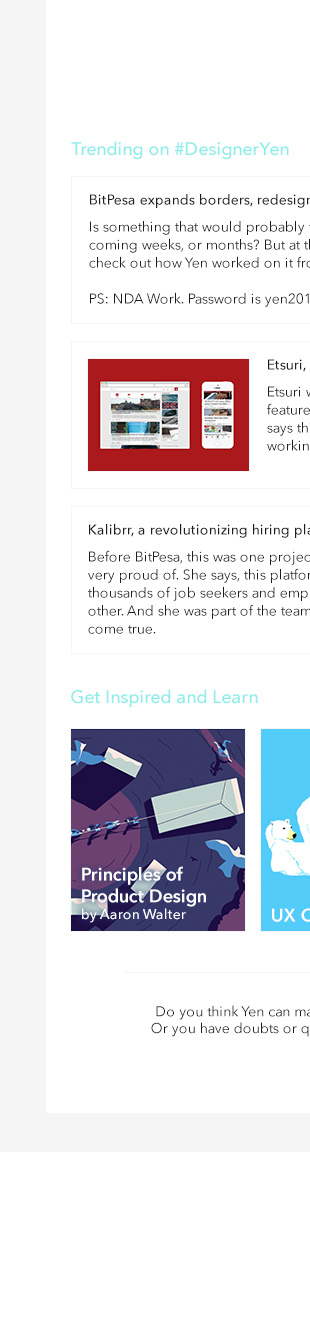 Trending on #DesignerYen
BitPesa expands borders, redesign
Is something that would probably
coming weeks, or months? But at th
check out how Yen worked on it fro
PS: NDA Work. Password is yen201
Etsuri,
Etsuri w
feature
says th
workin
Kalibrr, a revolutionizing hiring pla
Before BitPesa, this was one projec
very proud of. She says, this platfor
thousands of job seekers and emp
other. And she was part of the team
come true.
Get Inspired and Learn
Principles of
Product Design
by Aaron Walter
UX
Do you think Yen can ma
Or you have doubts or q